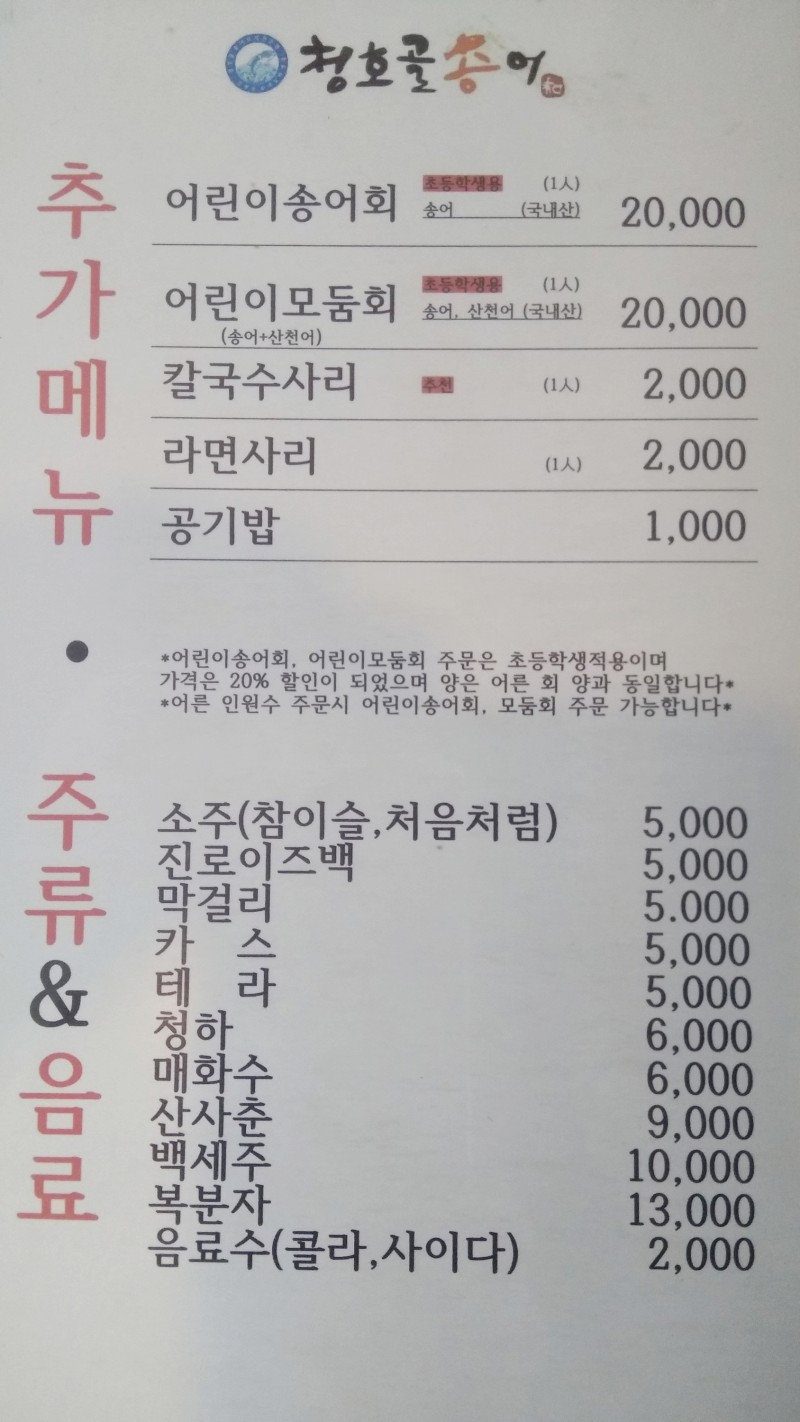 청호골송어
추가메뉴 · 주류&음료
어린이송어회 초등학생용 (1人) 송어 (국내산) 20,000
어린이모둠회 초등학생용 (1人) 송어, 산천어 (국내산) 20,000
(송어+산천어)
칼국수사리 추천 (1人) 2,000
라면사리 (1人) 2,000
공기밥 1,000
*어린이송어회, 어린이모둠회 주문은 초등학생적용이며
가격은 20% 할인이 되었으며 양은 어른 회 양과 동일합니다*
*어른 인원수 주문시 어린이송어회, 모둠회 주문 가능합니다*
소주(참이슬,처음처럼) 5,000
진로이즈백 5,000
막걸리 5.000
카 스 5,000
테 라 5,000
청하 6,000
매화수 6,000
산사춘 9,000
백세주 10,000
복분자 13,000
음료수(콜라,사이다) 2,000